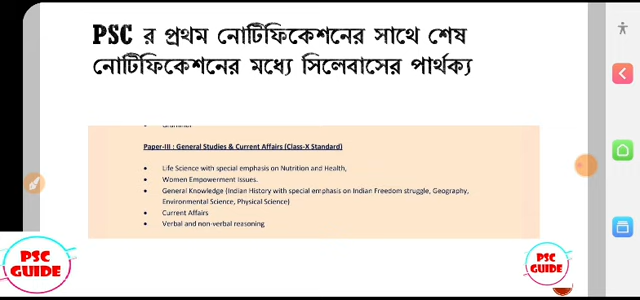 PSC র প্রথম নোটিফিকেশনের সাথে শেষ
নোটিফিকেশনের মধ্যে সিলেবাসের পার্থক্য
Paper-III : General Studies & Current Affairs (Class-X Standard)
• Life Science with special emphasis on Nutrition and Health,
• Women Empowerment Issues.
• General Knowledge (Indian History with special emphasis on Indian Freedom struggle, Geography,
Environmental Science, Physical Science)
• Current Affairs
• Verbal and non-verbal reasoning
PSC
GUIDE
PSC
GUIDE